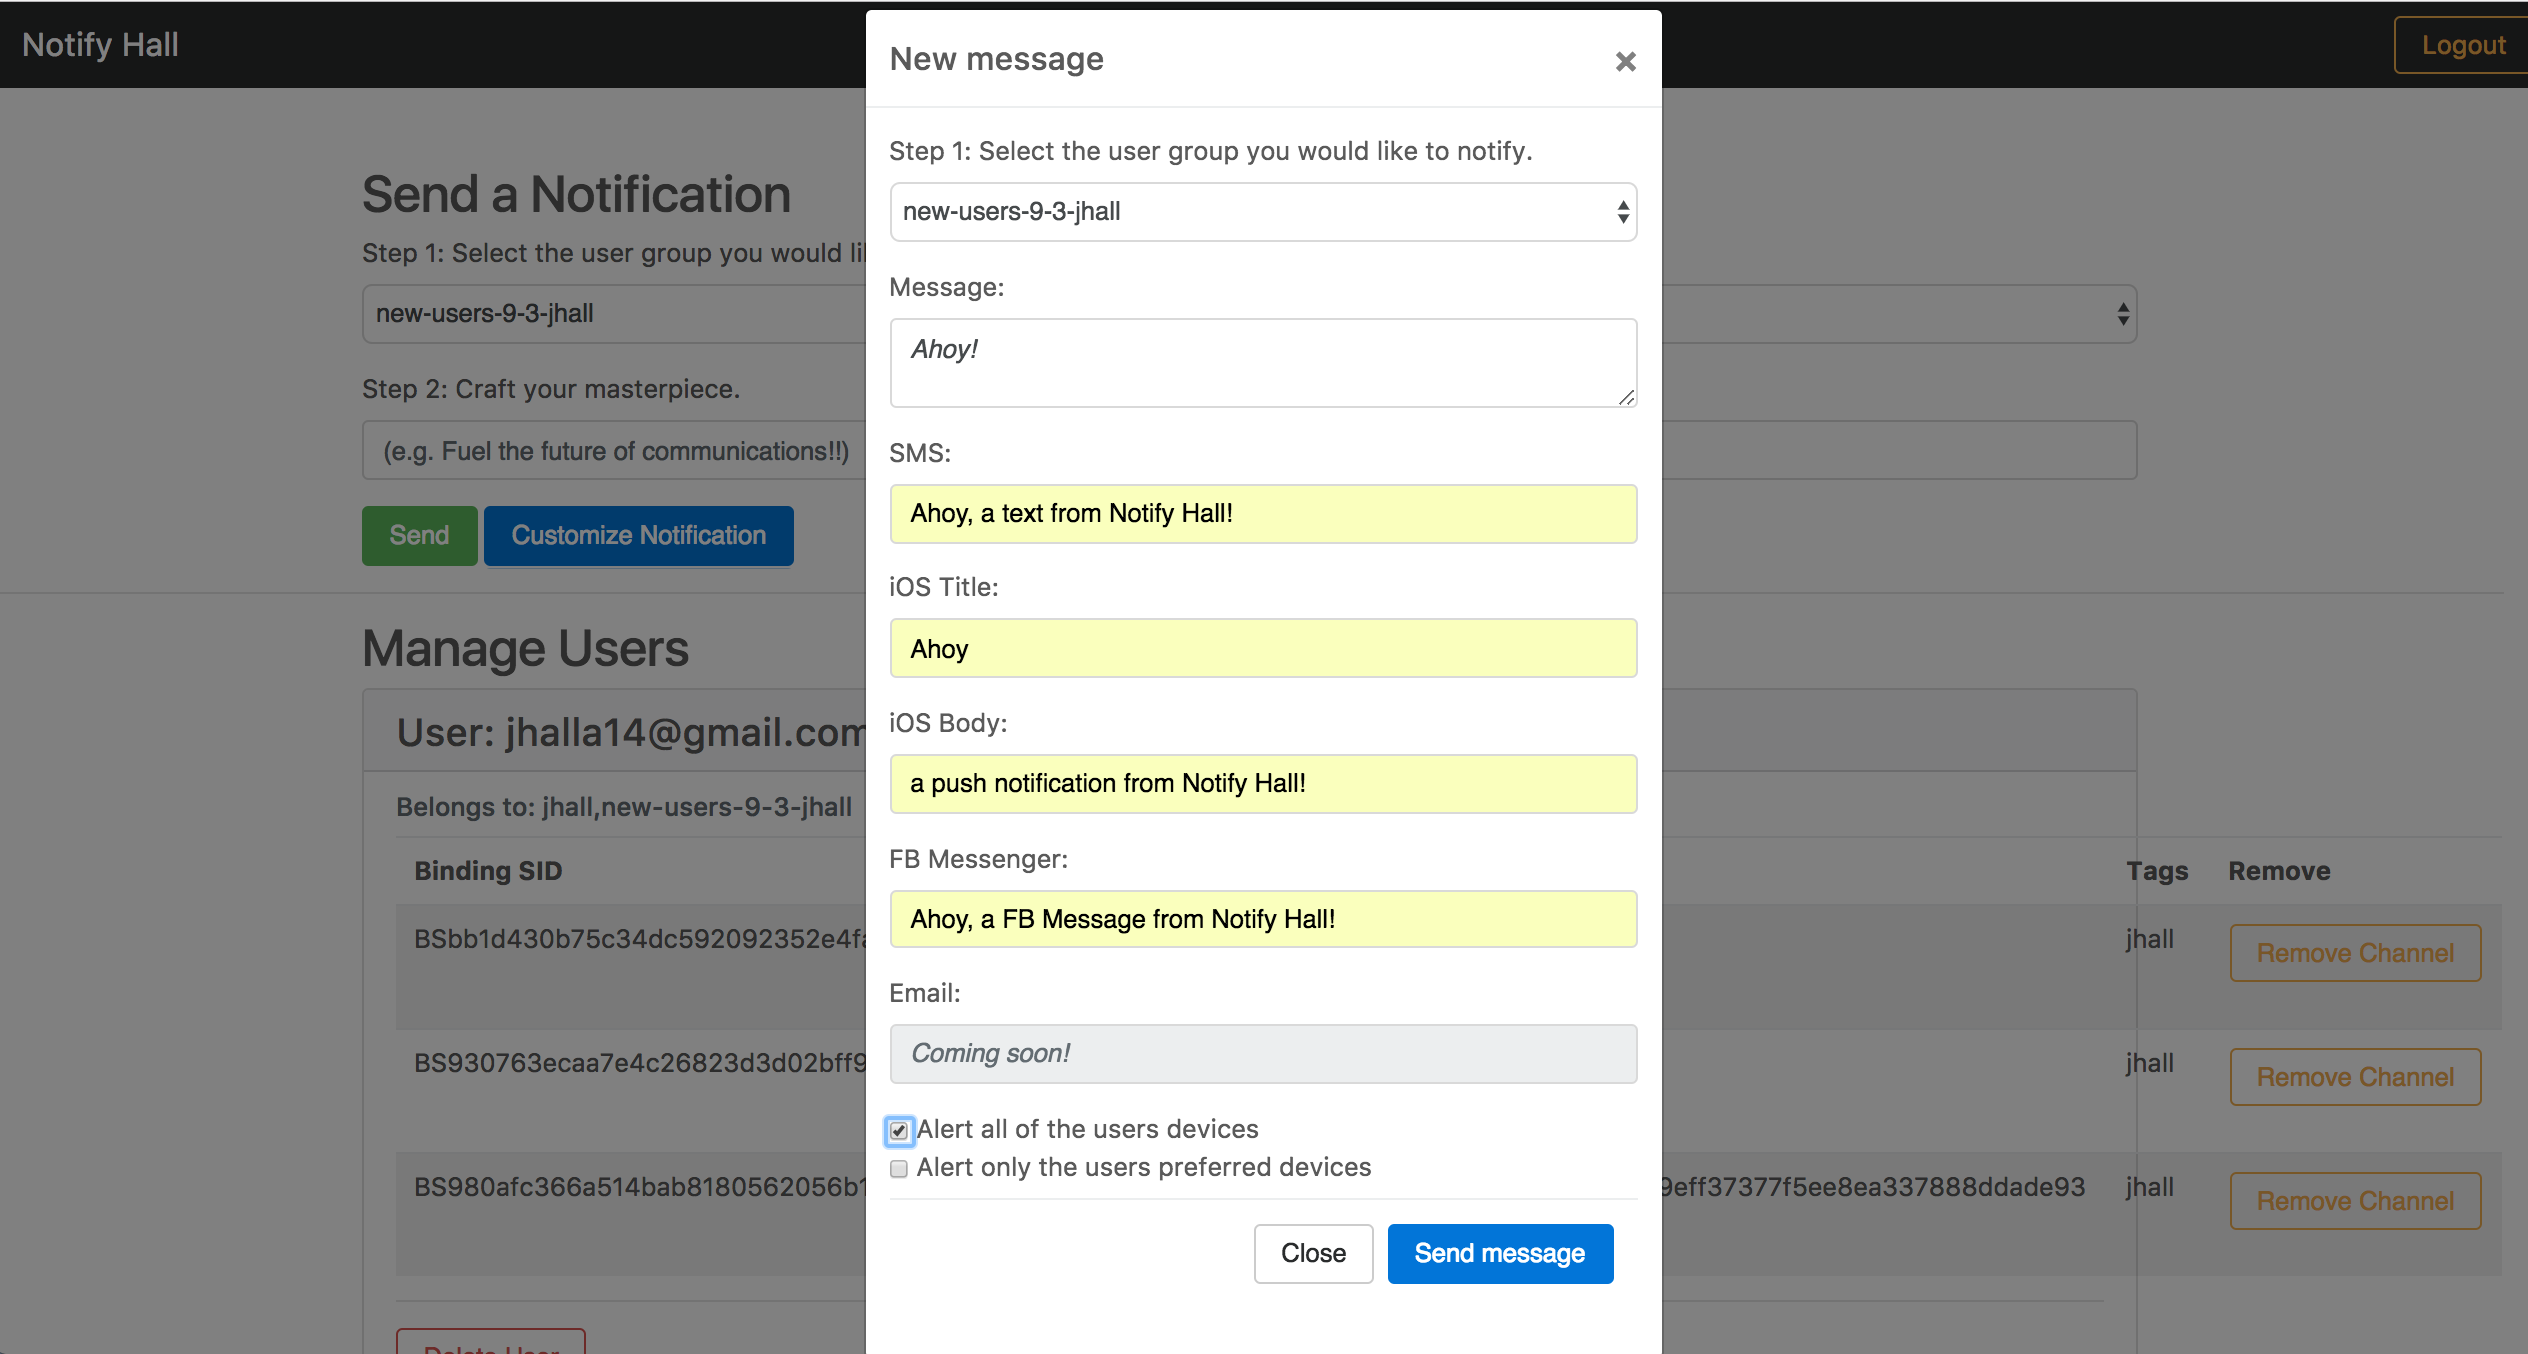 Notify Hall
Logout
New message
Step 1: Select the user group you would like to notify.
new-users-9-3-jhall
Message:
Ahoy!
SMS:
Ahoy, a text from Notify Hall!
iOS Title:
Ahoy
iOS Body:
a push notification from Notify Hall!
FB Messenger:
Ahoy, a FB Message from Notify Hall!
Email:
Coming soon!
Alert all of the users devices
Alert only the users preferred devices
Close
Send message
Send a Notification
Step 1: Select the user group you would
new-users-9-3-jhall
Step 2: Craft your masterpiece.
(e.g. Fuel the future of communications!!)
Send
Customize Notification
Manage Users
User: jhalla14@gmail.com
Belongs to: jhall,new-users-9-3-jhall
Binding SID
Tags
Remove
BSbb1d430b75c34dc592092352e4f
jhall
Remove Channel
BS930763ecaa7e4c26823d3d02bff9
jhall
Remove Channel
BS980afc366a514bab8180562056b1
9eff37377f5ee8ea337888ddade93
jhall
Remove Channel
Delete User